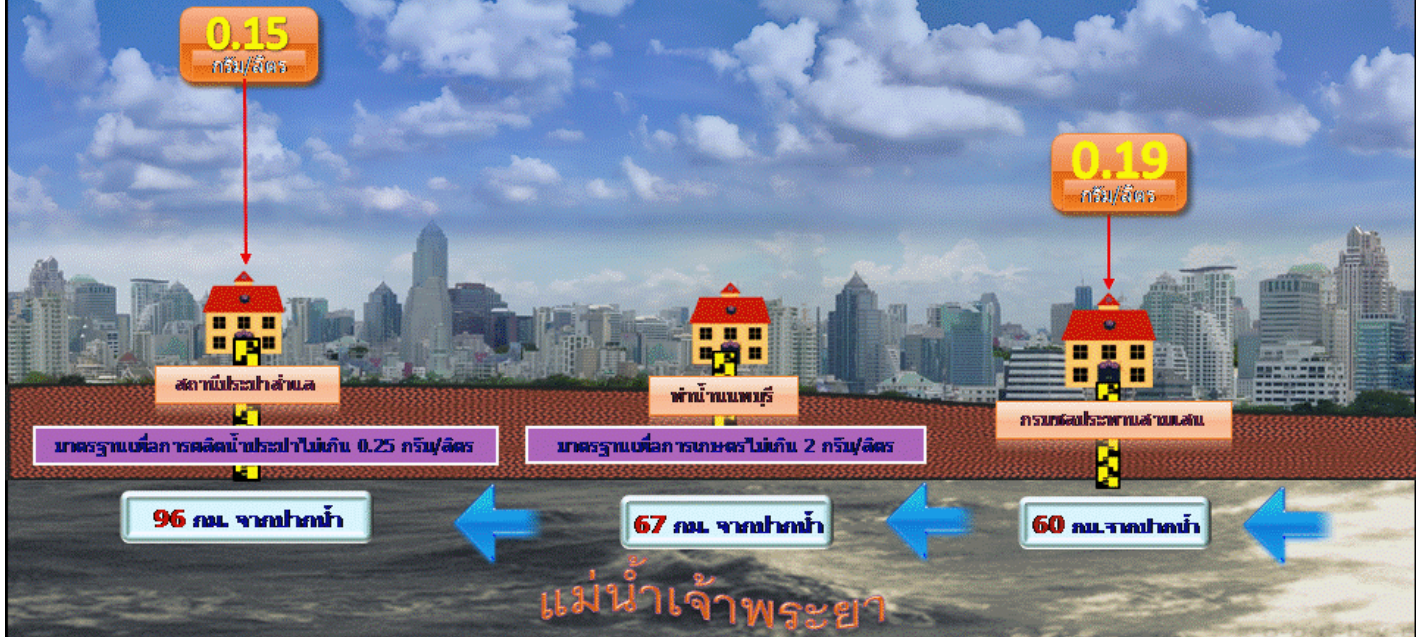 0.15
กรัม/ลิตร
0.19
กรัม/ลิตร
สถานีประปาสำแล
ท่าน้ำนนทบุรี
กรมชลประทานสามเสน
มาตรฐานเพื่อการผลิตน้ำประปาไม่เกิน 0.25 กรัม/ลิตร
มาตรฐานเพื่อการเกษตรไม่เกิน 2 กรัม/ลิตร
96 กม. จากปากน้ำ
67 กม. จากปากน้ำ
60 กม.จากปากน้ำ
แม่น้ำเจ้าพระยา